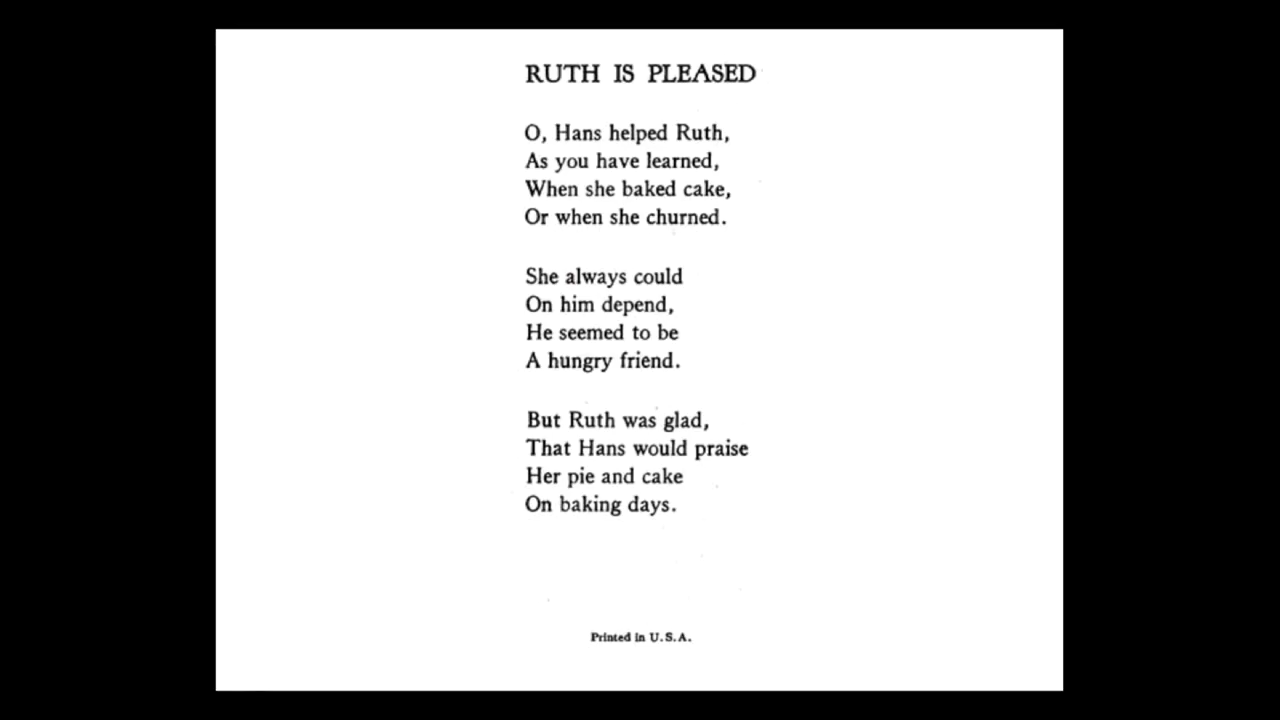 RUTH IS PLEASED
O, Hans helped Ruth,
As you have learned,
When she baked cake,
Or when she churned.
She always could
On him depend,
He seemed to be
A hungry friend.
But Ruth was glad,
That Hans would praise
Her pie and cake
On baking days.
Printed in U.S.A.